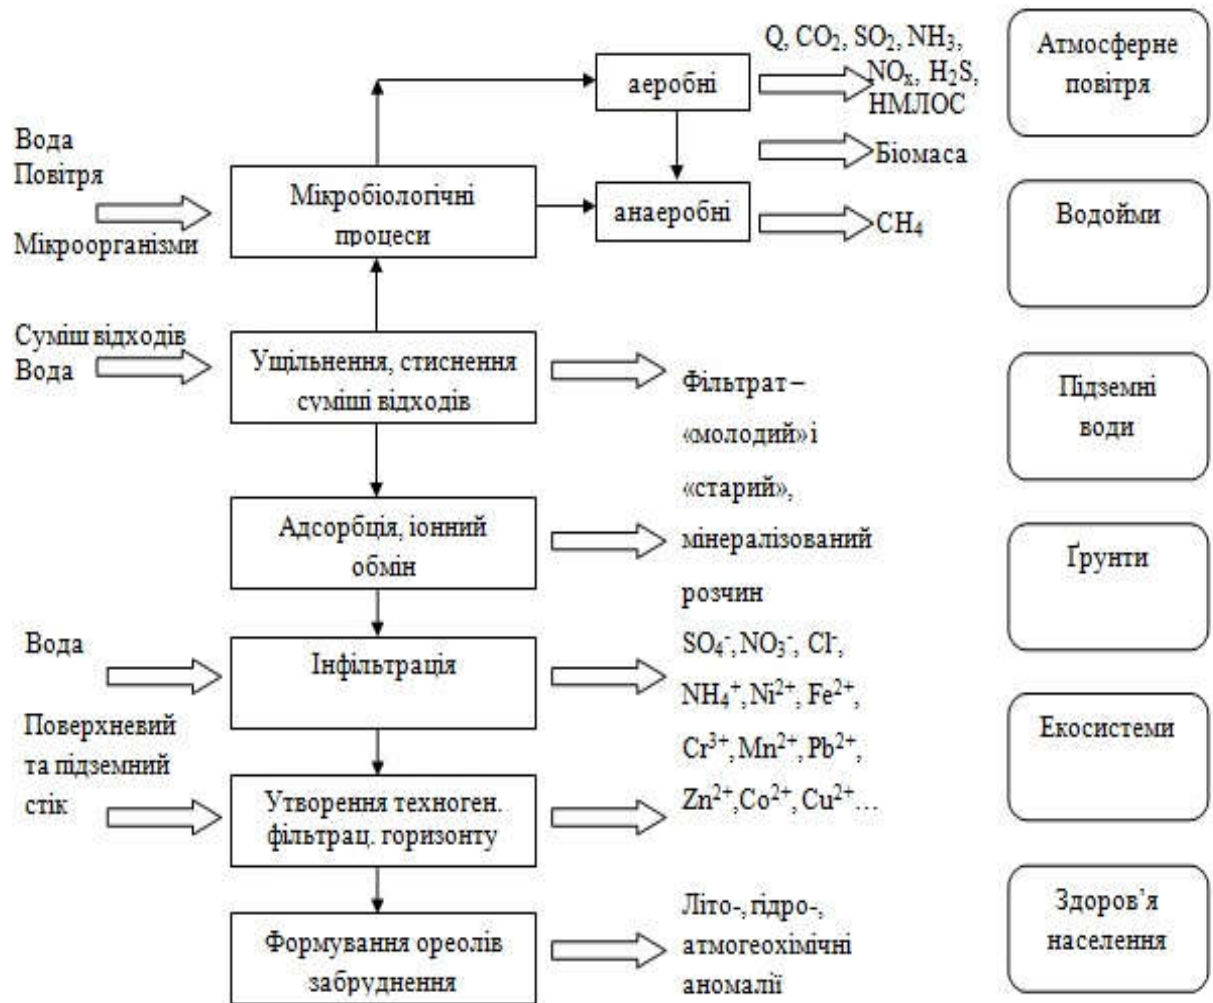 Q, CO₂, SO₂, NH₃,
NOₓ, H₂S,
НМЛОС
аеробні
Атмосферне
повітря
Вода
Повітря
Мікроорганізми
Мікробіологічні
процеси
анаеробні
Біомаса
CH₄
Водойми
Суміш відходів
Вода
Ущільнення, стиснення
суміші відходів
Фільтрат –
«молодий» і
«старий»,
мінералізований
розчин
Підземні
води
Адсорбція, іонний
обмін
Ґрунти
Вода
Інфільтрація
SO₄⁻, NO₃⁻, Cl⁻,
NH₄⁺, Ni²⁺, Fe²⁺,
Cr³⁺, Mn²⁺, Pb²⁺,
Zn²⁺, Co²⁺, Cu²⁺…
Екосистеми
Поверхневий
та підземний
стік
Утворення техноген.
фільтрац. горизонту
Формування ореолів
забруднення
Літо-, гідро-,
атмогеохімічні
аномалії
Здоров’я
населення